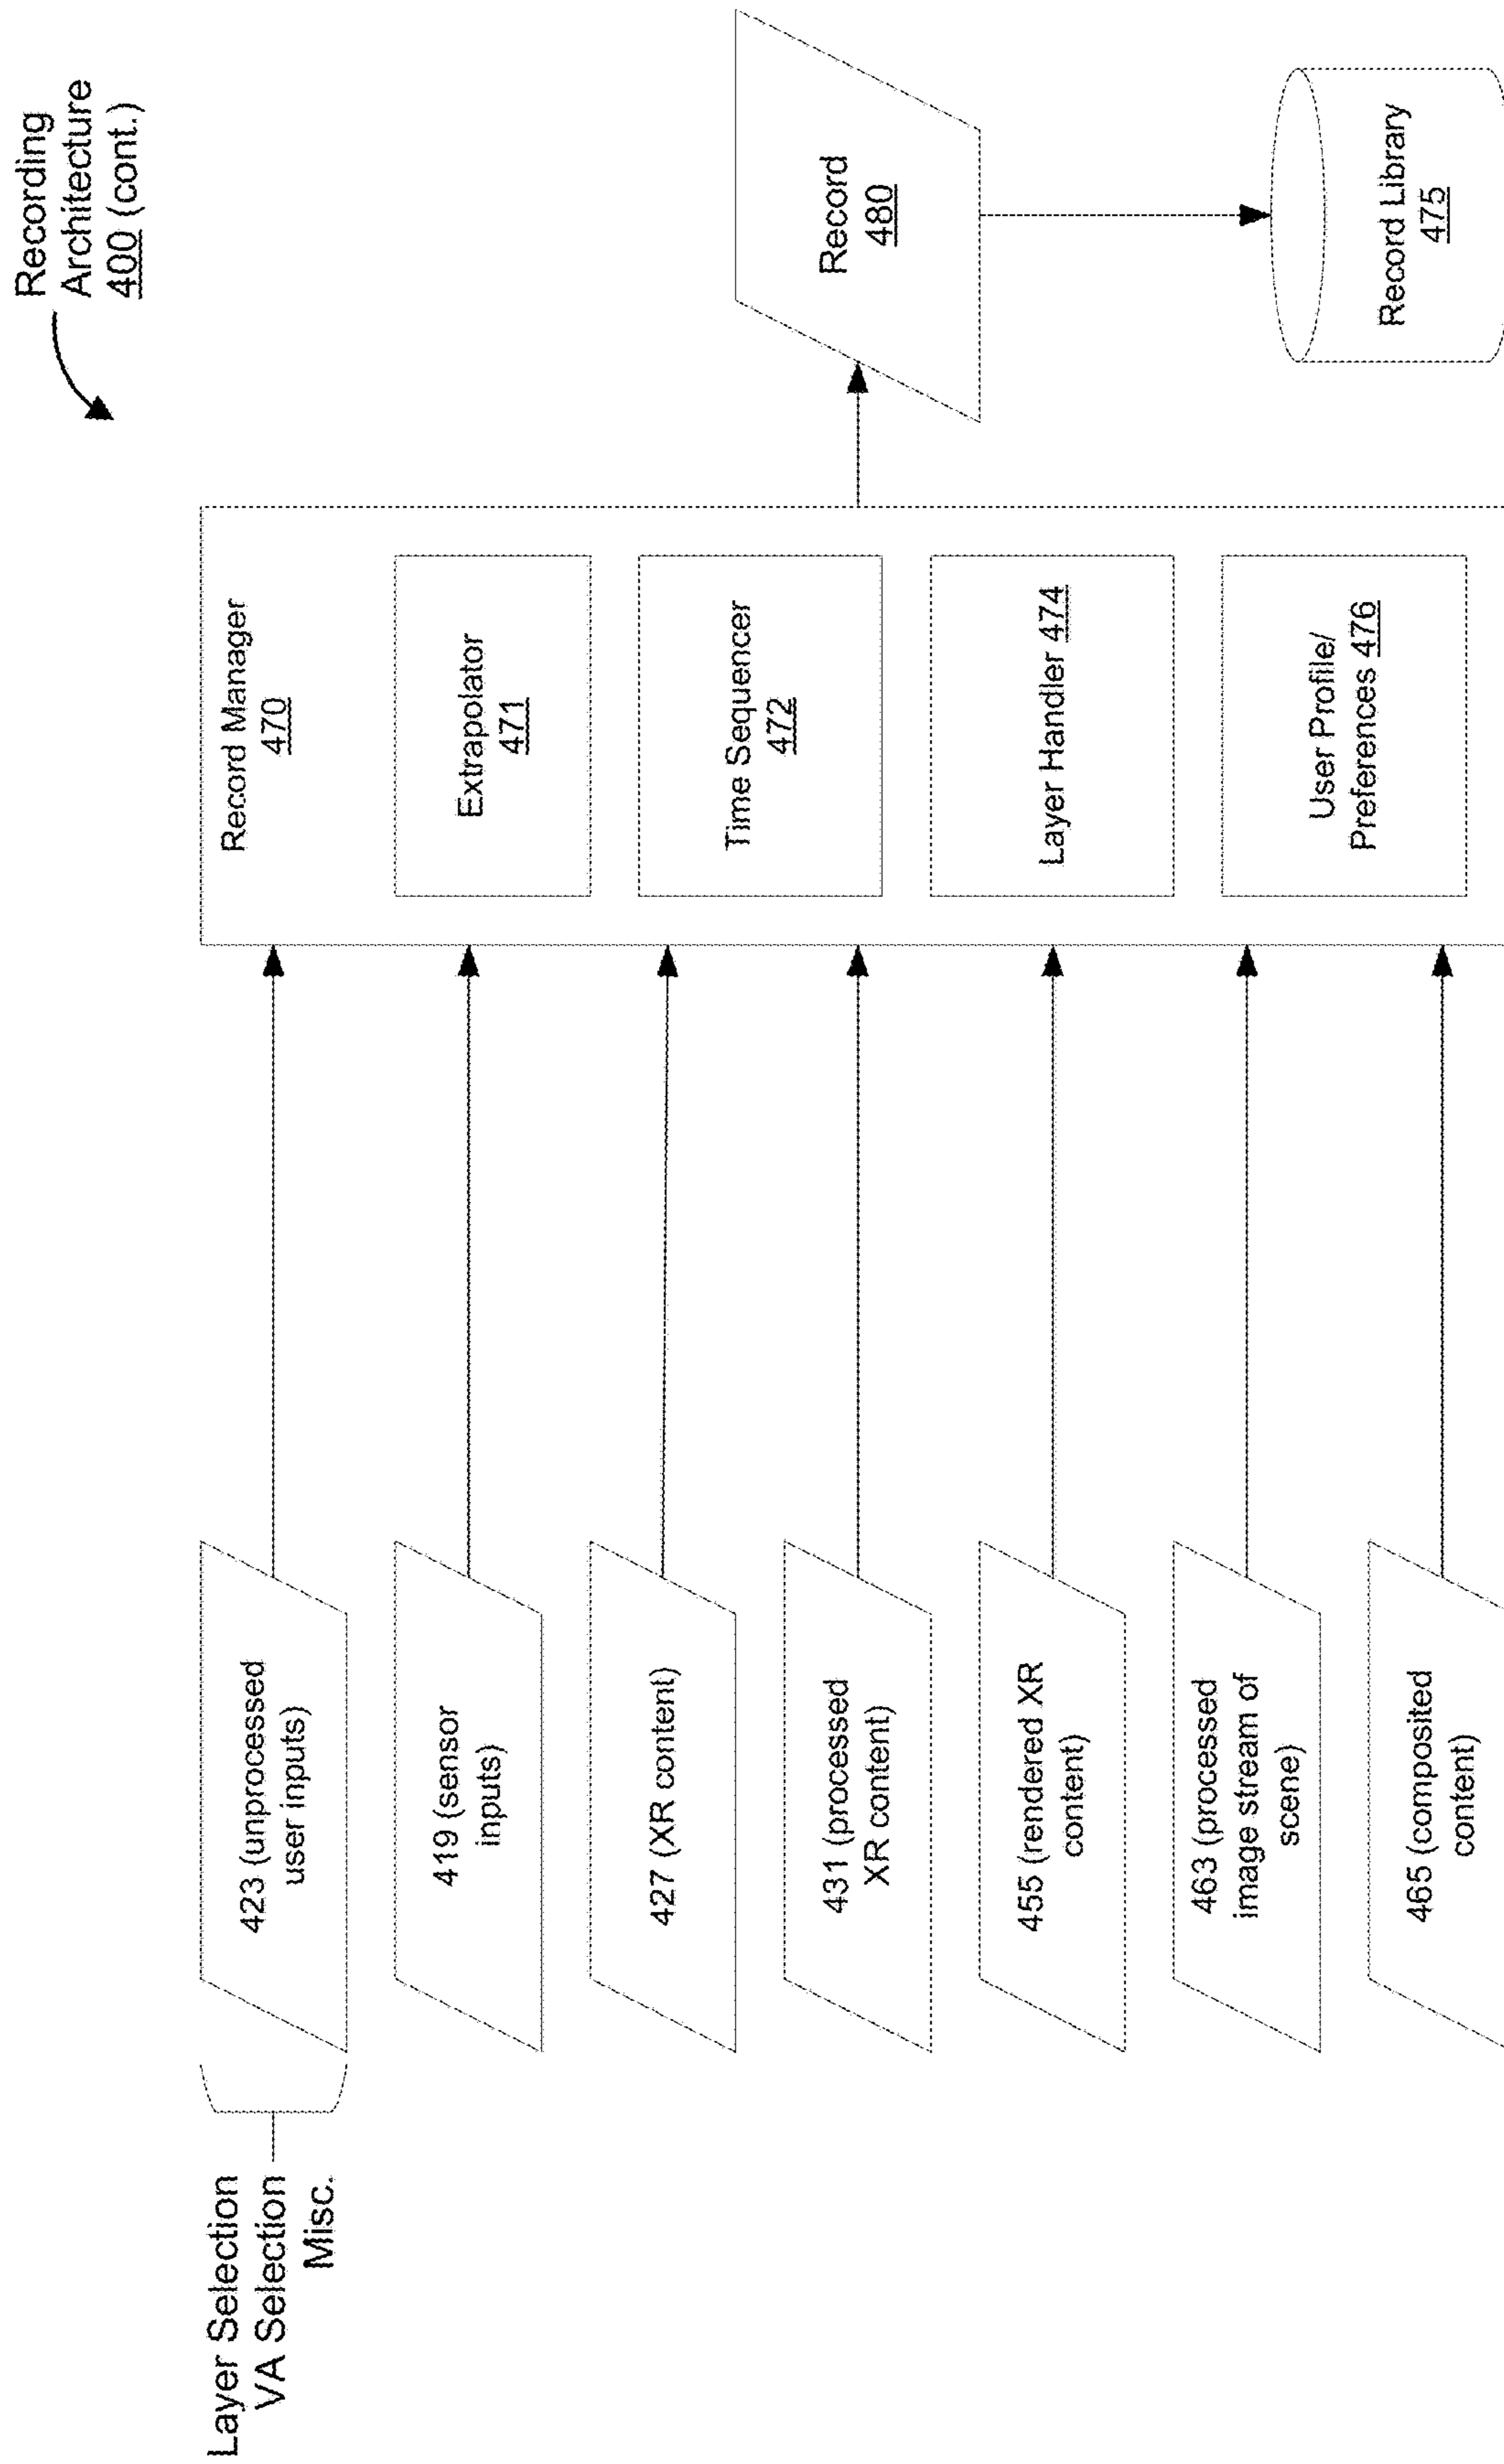 Recording
Architecture
400 (cont.)
Layer Selection
VA Selection
Misc.
423 (unprocessed
user inputs)
419 (sensor
inputs)
427 (XR content)
431 (processed
XR content)
455 (rendered XR
content)
463 (processed
image stream of
scene)
465 (composited
content)
Record Manager
470
Extrapolator
471
Time Sequencer
472
Layer Handler 474
User Profile/
Preferences 476
Record
480
Record Library
475